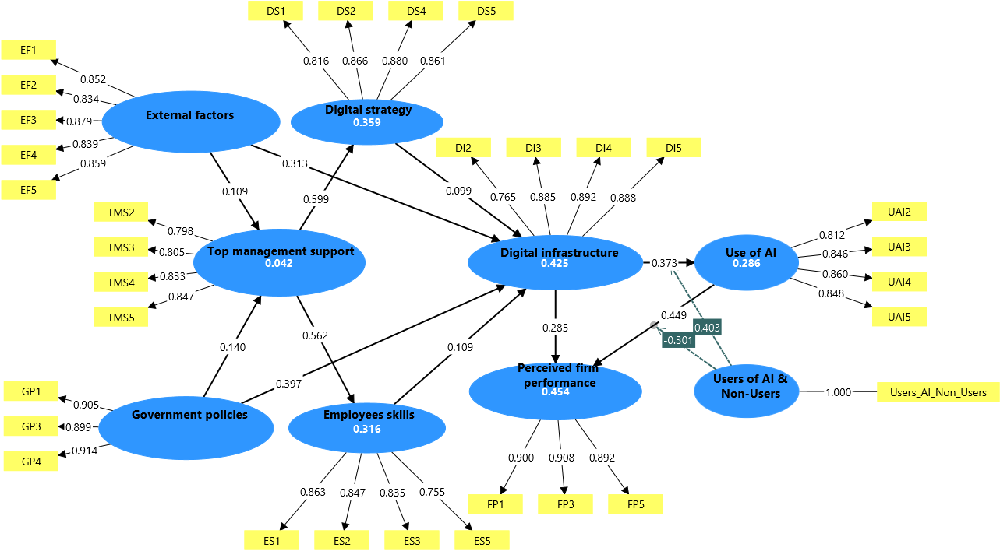 DS1
DS2
DS4
DS5
EF1
EF2
EF3
EF4
EF5
0.816
0.866
0.880
0.861
0.852
0.834
0.879
0.839
0.859
External factors
Digital strategy
0.359
DI2
DI3
DI4
DI5
0.313
0.109
0.599
0.099
0.765
0.885
0.892
0.888
TMS2
TMS3
TMS4
TMS5
0.798
0.805
0.833
0.847
Top management support
0.042
Digital infrastructure
0.425
0.373
Use of AI
0.286
0.812
0.846
0.860
0.848
UAI2
UAI3
UAI4
UAI5
0.140
0.562
0.109
0.285
0.449
0.403
-0.301
0.397
GP1
GP3
GP4
0.905
0.899
0.914
Government policies
Employees skills
0.316
Perceived firm
performance
0.454
Users of AI &
Non-Users
1.000
Users_AI_Non_Users
0.863
0.847
0.835
0.755
0.900
0.908
0.892
FP1
FP3
FP5
ES1
ES2
ES3
ES5